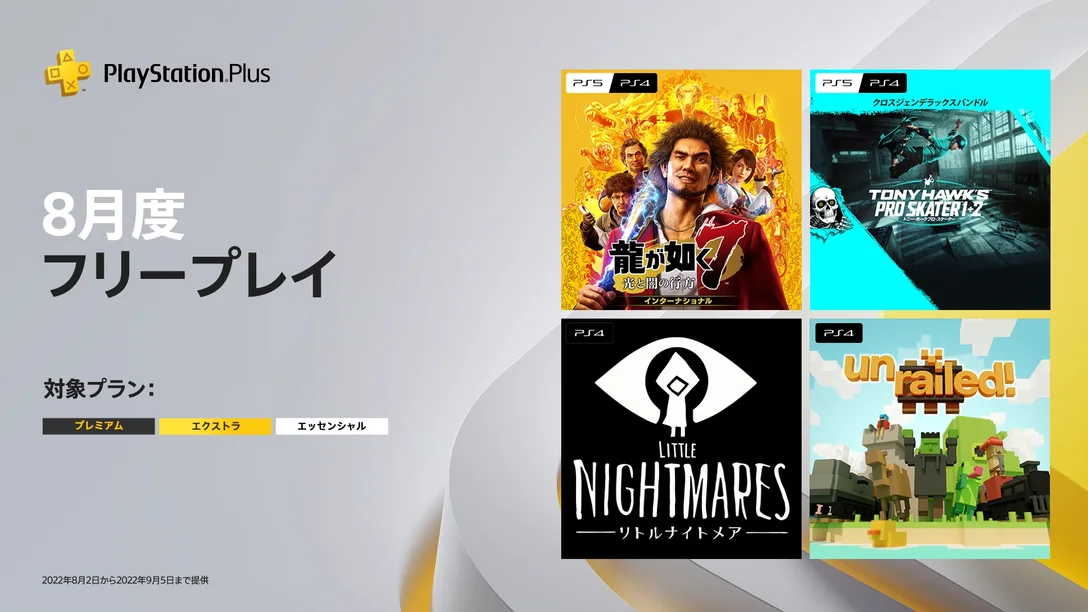 PlayStation.Plus
8月度
フリープレイ
対象プラン:
プレミアム
エクストラ
エッセンシャル
2022年8月2日から2022年9月5日まで提供
PS5 PS4
龍が如く7
光と闇の行方
インターナショナル
PS5 PS4
クロスジェンデラックスバンドル
TONY HAWK'S
PRO SKATER 1+2
トニー・ホーク プロ・スケーター
PS4
LITTLE
NIGHTMARES
リトルナイトメア
PS4
unrailed!